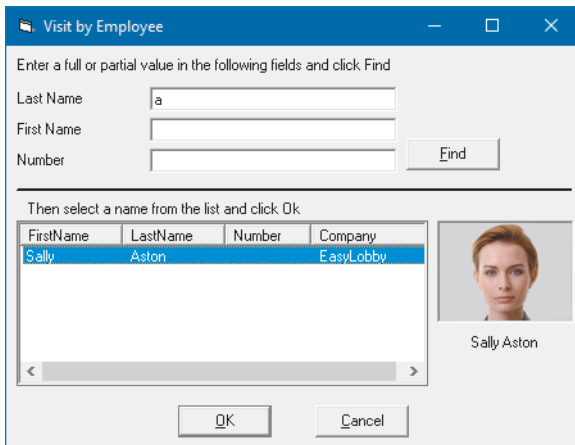 Visit by Employee
Enter a full or partial value in the following fields and click Find
Last Name a
First Name
Number Find
Then select a name from the list and click Ok
FirstName LastName Number Company
Sally Aston EasyLobby
Sally Aston
OK Cancel